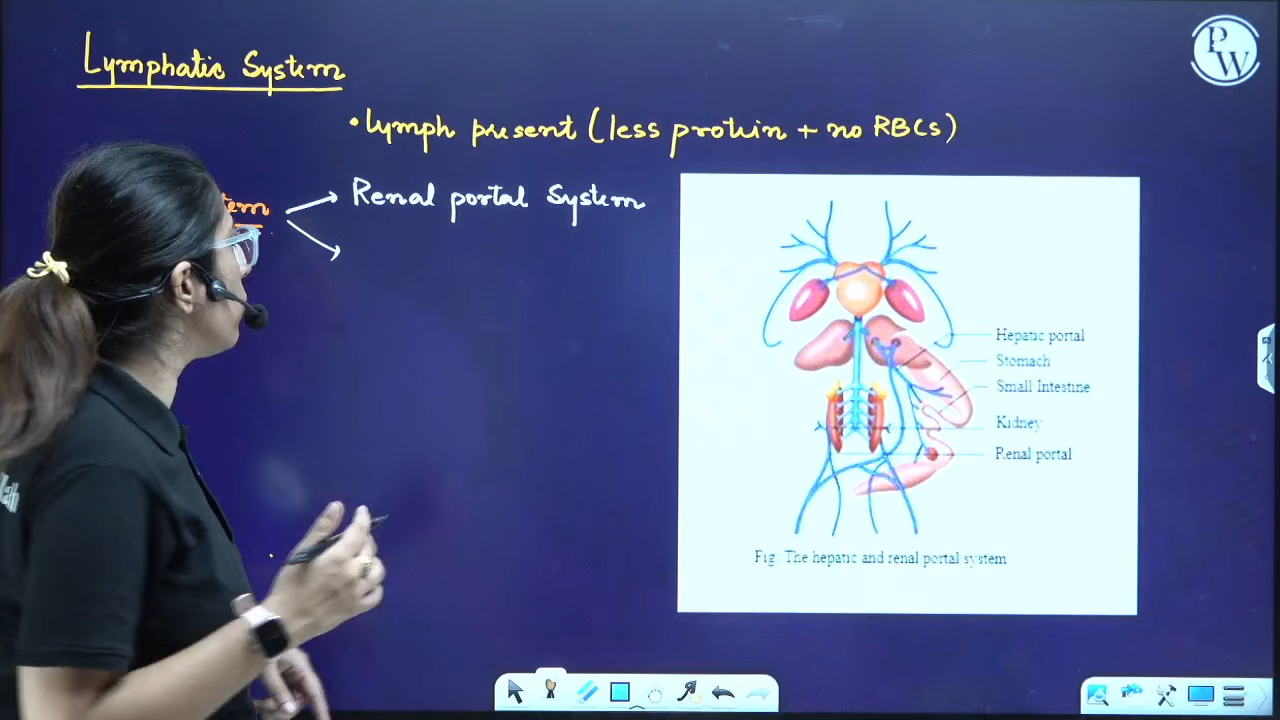 Lymphatic System
• Lymph present (less protein + no RBCs)
Renal portal System
Hepatic portal
Stomach
Small Intestine
Kidney
Renal portal
Fig. The hepatic and renal portal system
PW